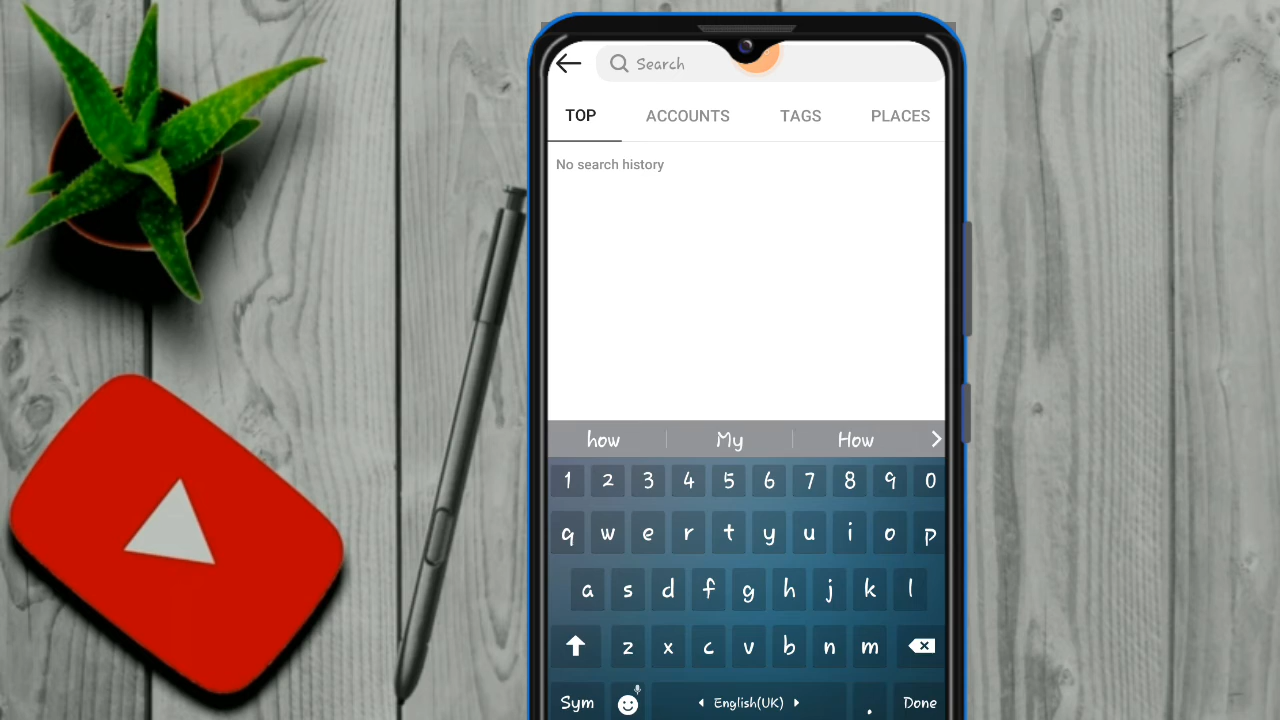 Search
TOP ACCOUNTS TAGS PLACES
No search history
how My How
1 2 3 4 5 6 7 8 9 0
q w e r t y u i o p
a s d f g h j k l
z x c v b n m
Sym English(UK) . Done